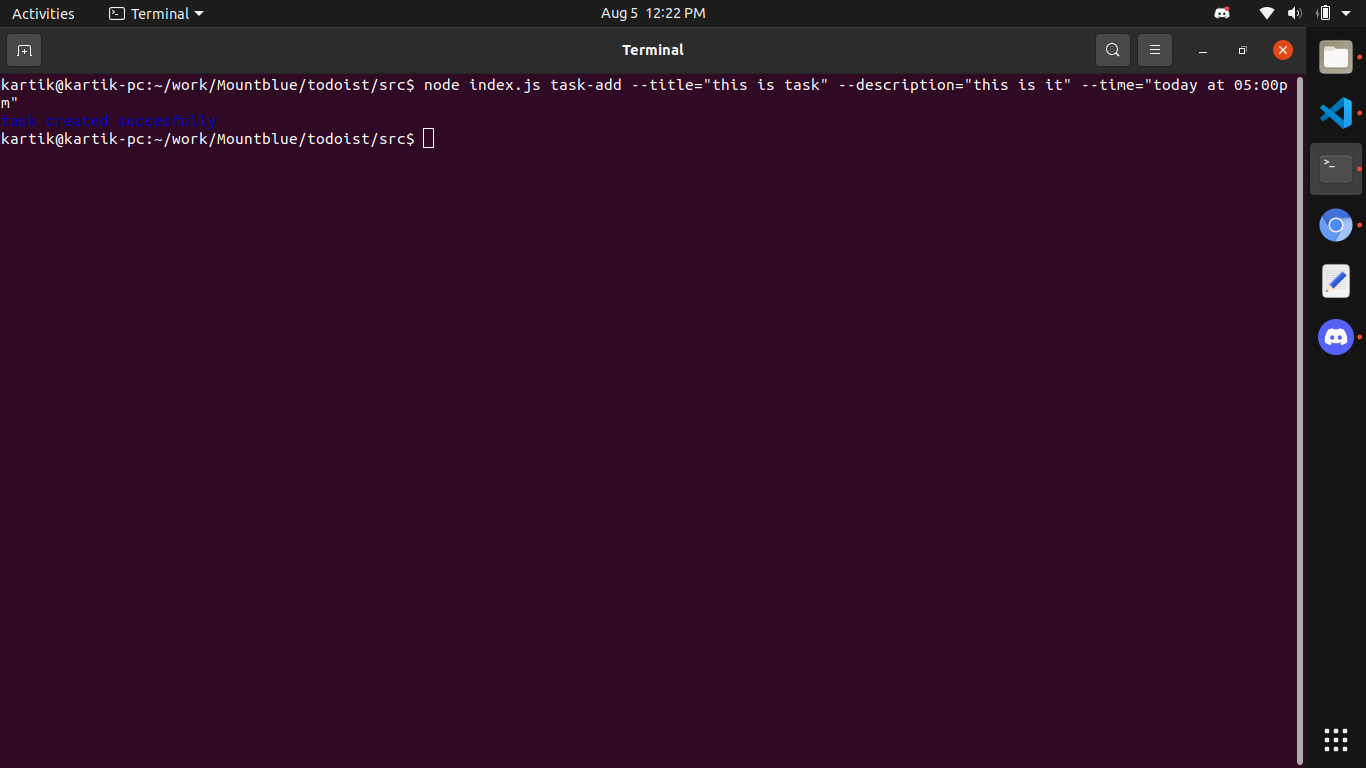 Activities
Terminal
Aug 5 12:22 PM
Terminal
kartik@kartik-pc:~/work/Mountblue/todoist/src$ node index.js task-add --title="this is task" --description="this is it" --time="today at 05:00p
m"
task created succesfully
kartik@kartik-pc:~/work/Mountblue/todoist/src$